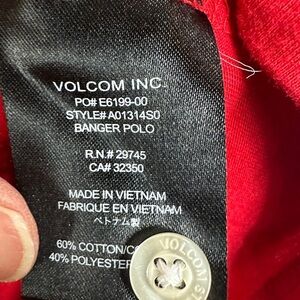 VOLCOM INC.
PO# E6199-00
STYLE# A01314S0
BANGER POLO
R.N.# 29745
CA# 32350
MADE IN VIETNAM
FABRIQUE EN VIETNAM
ベトナム製
60% COTTON/
40% POLYESTER
VOLCOM